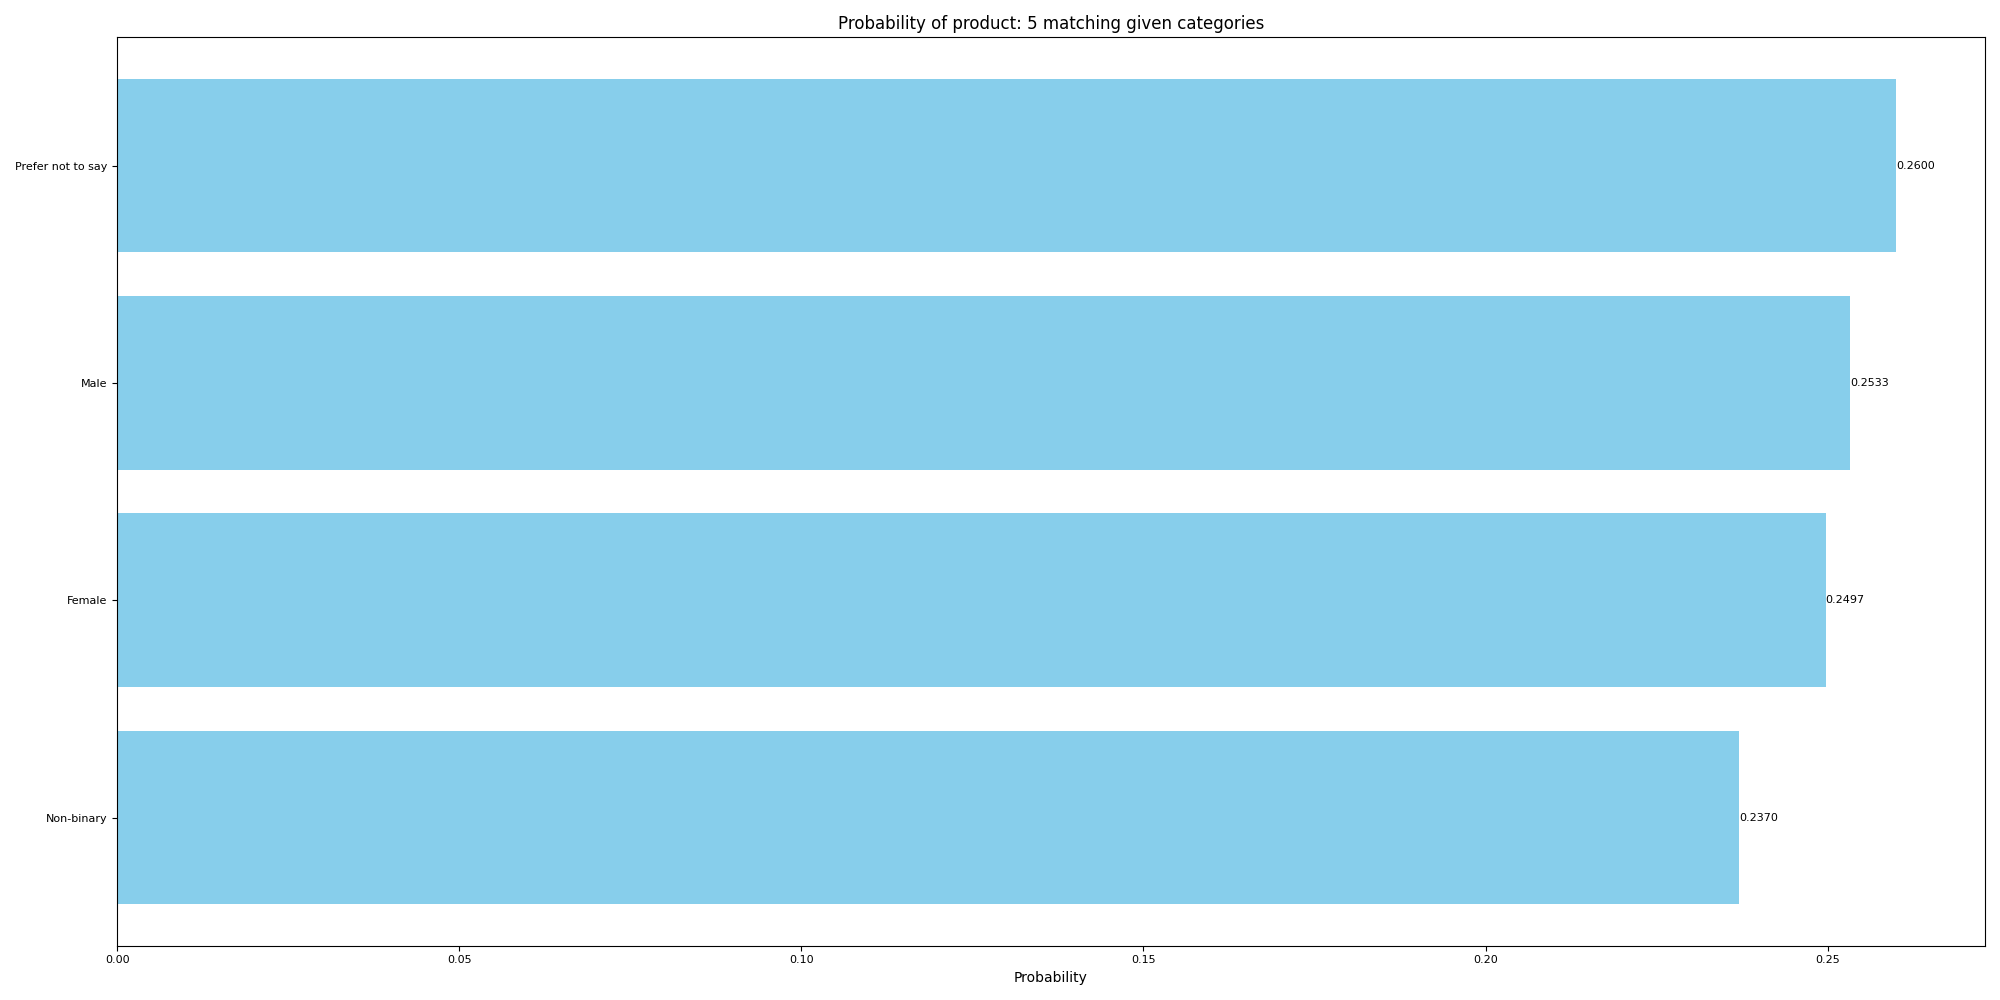 Probability of product: 5 matching given categories
Prefer not to say
0.2600
Male
0.2533
Female
0.2497
Non-binary
0.2370
0.00 0.05 0.10 0.15 0.20 0.25
Probability